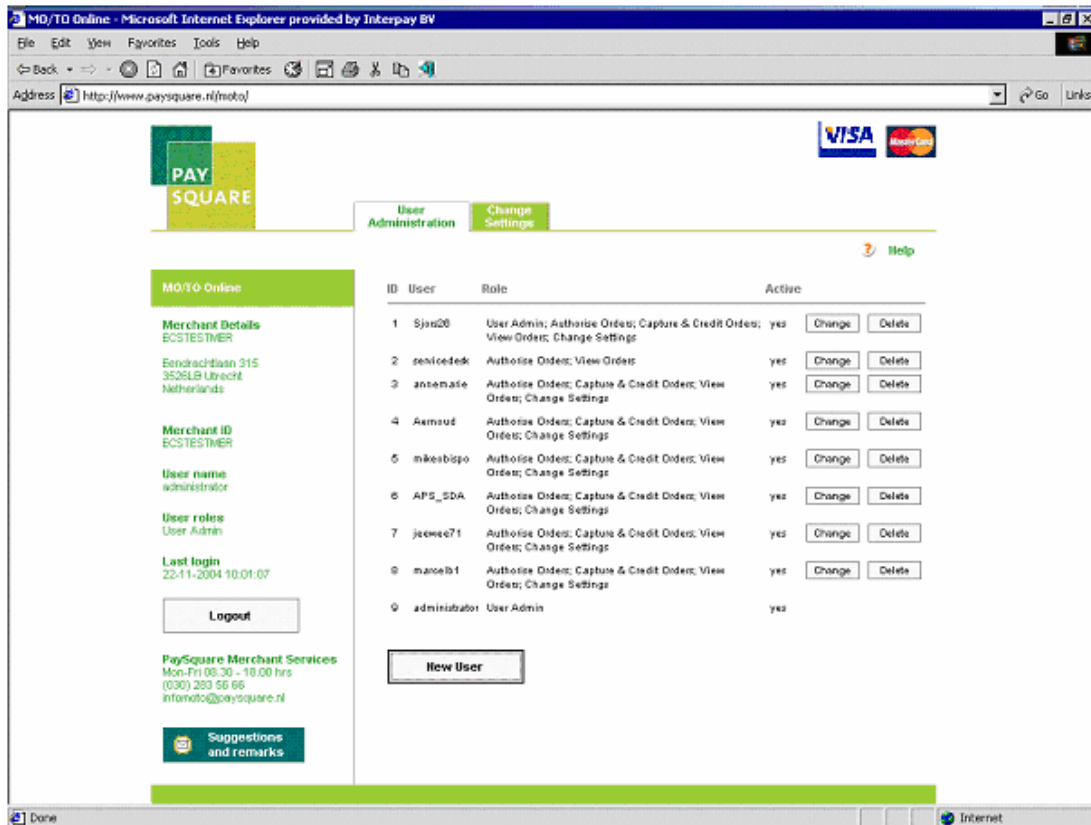 MO/TO Online - Microsoft Internet Explorer provided by Interpay BV
File Edit View Favorites Tools Help
Back Favorites
Address http://www.paysquare.nl/moto/ Go Links
VISA MasterCard
PAY
SQUARE
User
Administration
Change
Settings
Help
MO/TO Online
Merchant Details
ECSTESTMER
Eendrachtlaan 315
3526LB Utrecht
Netherlands
Merchant ID
ECSTESTMER
User name
administrator
User roles
User Admin
Last login
22-11-2004 10:01:07
Logout
PaySquare Merchant Services
Mon-Fri 08.30 - 18.00 hrs
(030) 283 56 66
infomoto@paysquare.nl
Suggestions
and remarks
ID User Role Active
1 User Admin; Authorise Orders; Capture & Credit Orders; yes Change Delete
View Orders; Change Settings
2 servicedesk Authorise Orders; View Orders yes Change Delete
3 annemarie Authorise Orders; Capture & Credit Orders; View yes Change Delete
Orders; Change Settings
4 Aernoud Authorise Orders; Capture & Credit Orders; View yes Change Delete
Orders; Change Settings
5 mikeobispo Authorise Orders; Capture & Credit Orders; View yes Change Delete
Orders; Change Settings
6 APS_SDA Authorise Orders; Capture & Credit Orders; View yes Change Delete
Orders; Change Settings
7 jeewee71 Authorise Orders; Capture & Credit Orders; View yes Change Delete
Orders; Change Settings
8 marcelb1 Authorise Orders; Capture & Credit Orders; View yes Change Delete
Orders; Change Settings
9 administrator User Admin yes
New User
Done Internet